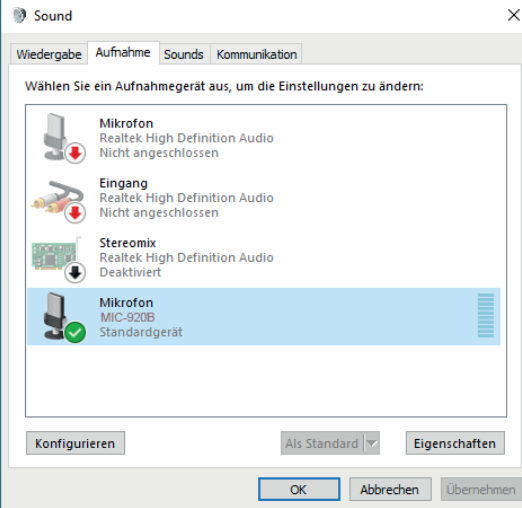 Sound
Wiedergabe Aufnahme Sounds Kommunikation
Wählen Sie ein Aufnahmegerät aus, um die Einstellungen zu ändern:
Mikrofon
Realtek High Definition Audio
Nicht angeschlossen
Eingang
Realtek High Definition Audio
Nicht angeschlossen
Stereomix
Realtek High Definition Audio
Deaktiviert
Mikrofon
MIC-920B
Standardgerät
Konfigurieren Als Standard Eigenschaften
OK Abbrechen Übernehmen